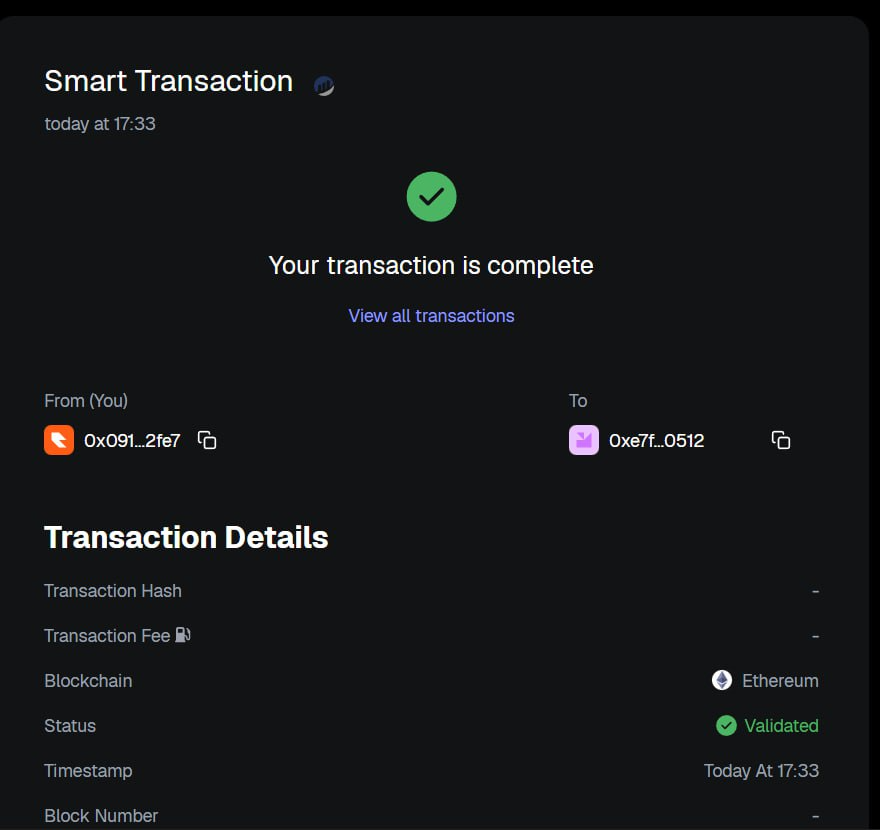 Smart Transaction
today at 17:33
Your transaction is complete
View all transactions
From (You)
To
0x091...2fe7
0xe7f...0512
Transaction Details
Transaction Hash -
Transaction Fee -
Blockchain Ethereum
Status Validated
Timestamp Today At 17:33
Block Number -